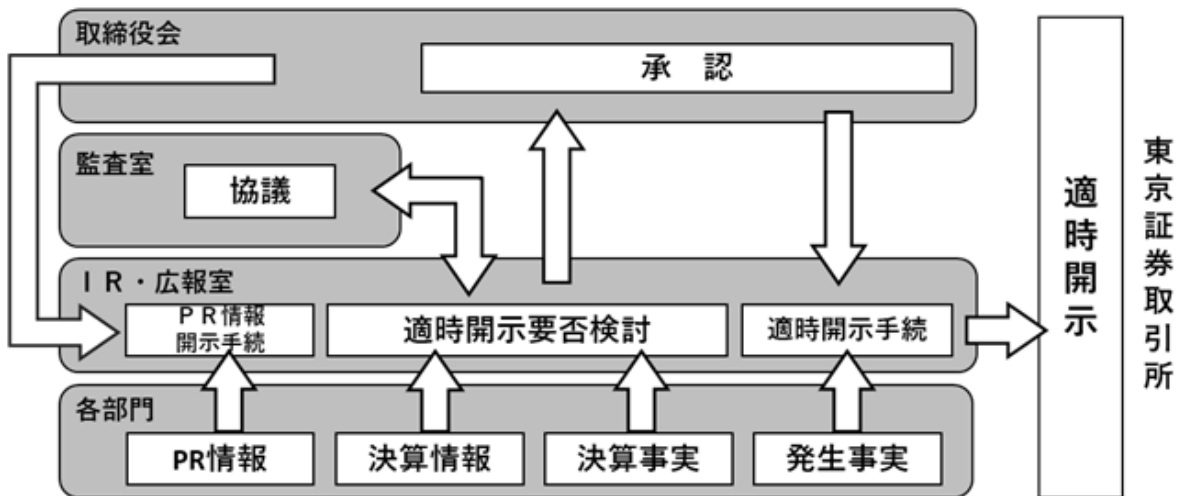 取締役会
承　認
監査室
協議
ＩＲ・広報室
ＰＲ情報
開示手続
適時開示要否検討
適時開示手続
各部門
PR情報
決算情報
決算事実
発生事実
適時開示
東京証券取引所